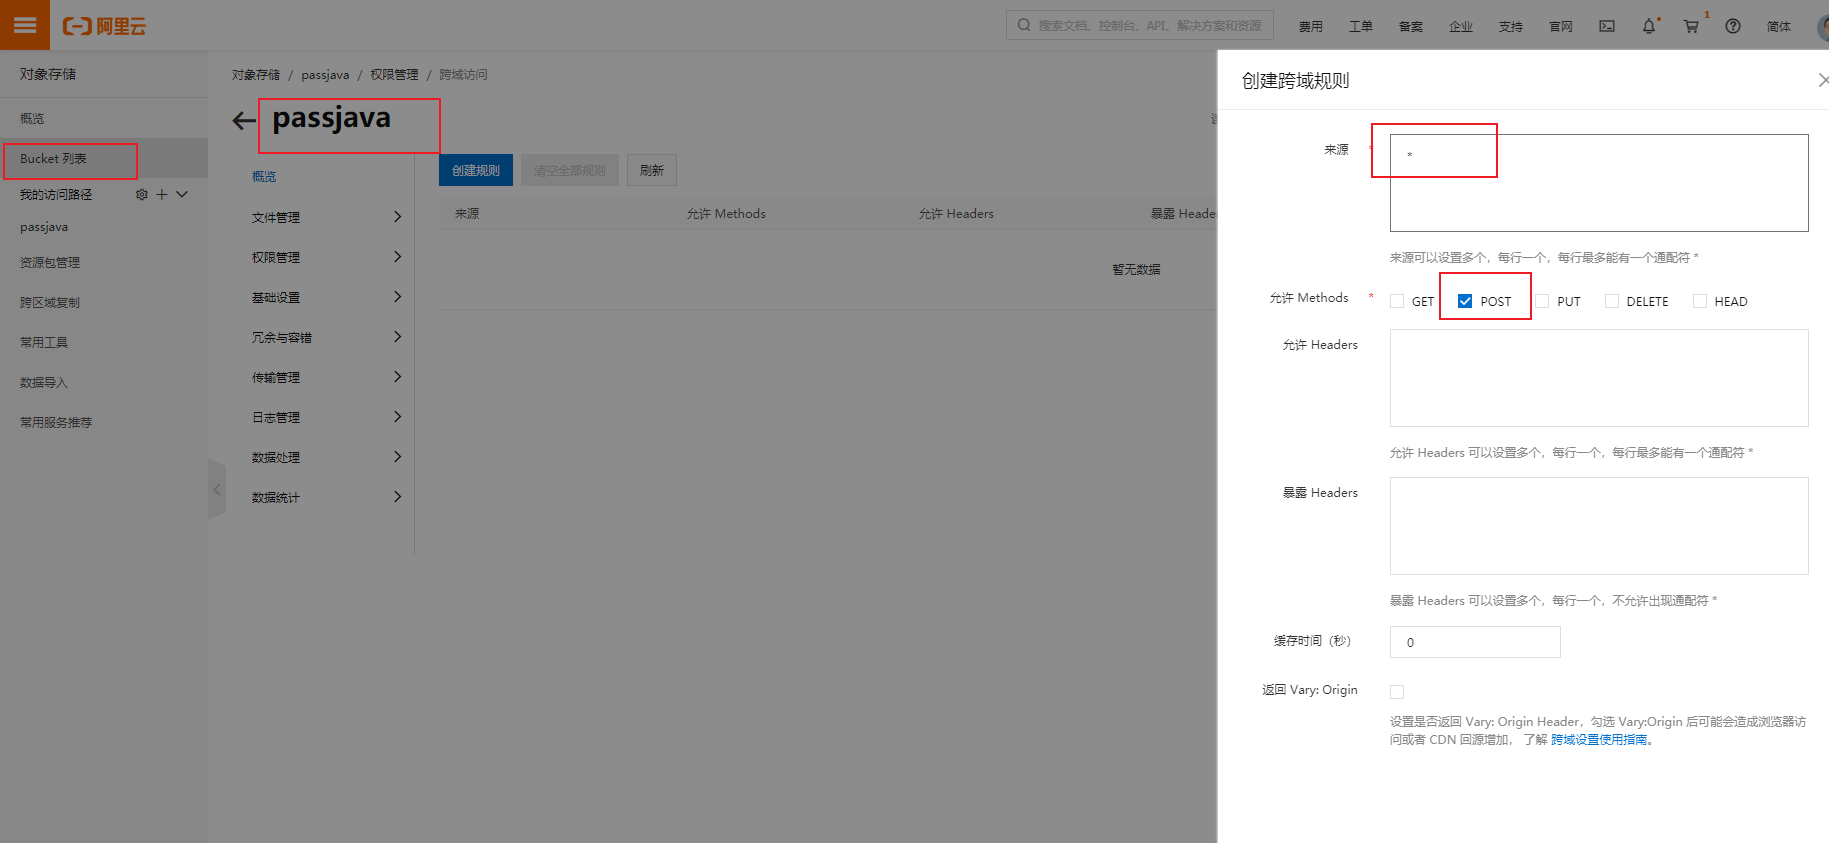 阿里云
搜索文档、控制台、API、解决方案和资源
费用 工单 备案 企业 支持 官网 1 简体
对象存储
概览
Bucket 列表
我的访问路径
passjava
资源包管理
跨区域复制
常用工具
数据导入
常用服务推荐
对象存储 / passjava / 权限管理 / 跨域访问
passjava
概览
文件管理
权限管理
基础设置
冗余与容错
传输管理
日志管理
数据处理
数据统计
创建规则 清空全部规则 刷新
来源 允许 Methods 允许 Headers 暴露 Heade
暂无数据
创建跨域规则
来源 * *
来源可以设置多个，每行一个，每行最多能有一个通配符 *
允许 Methods * GET POST PUT DELETE HEAD
允许 Headers
允许 Headers 可以设置多个，每行一个，每行最多能有一个通配符 *
暴露 Headers
暴露 Headers 可以设置多个，每行一个，不允许出现通配符 *
缓存时间（秒） 0
返回 Vary: Origin
设置是否返回 Vary: Origin Header，勾选 Vary:Origin 后可能会造成浏览器访
问或者 CDN 回源增加， 了解 跨域设置使用指南。